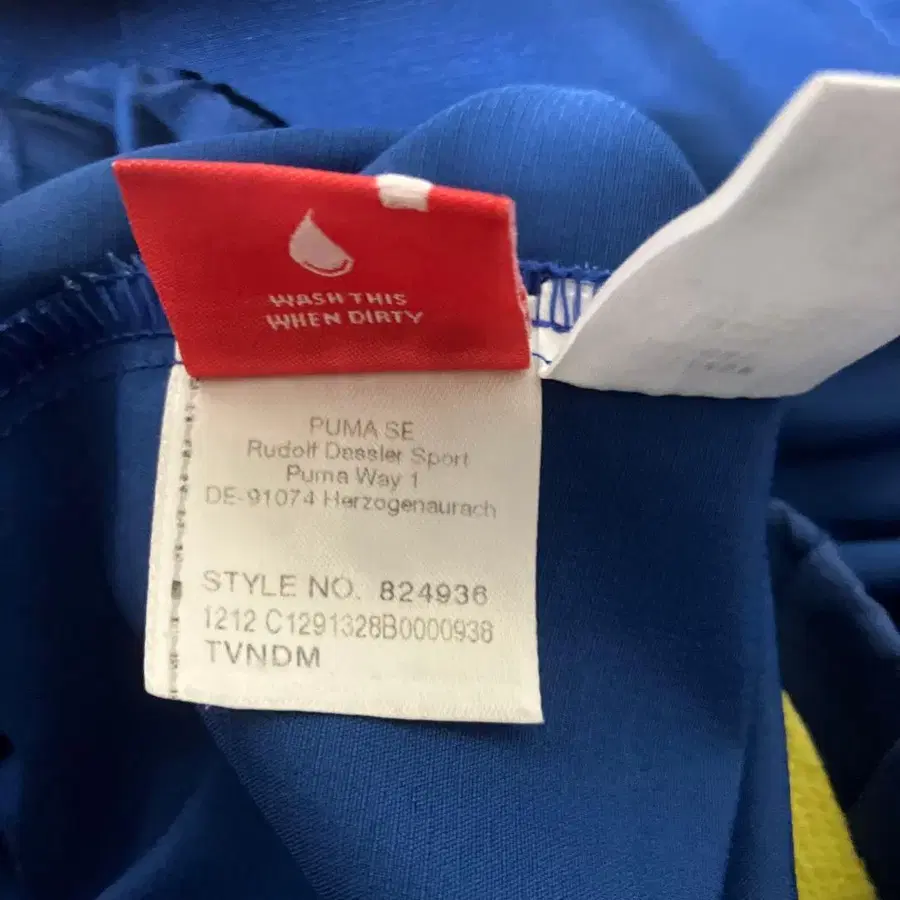 WASH THIS
WHEN DIRTY
PUMA SE
Rudolf Dassler Sport
Puma Way 1
DE-91074 Herzogenaurach
STYLE NO. 824936
1212 C1291328B0000938
TVNDM